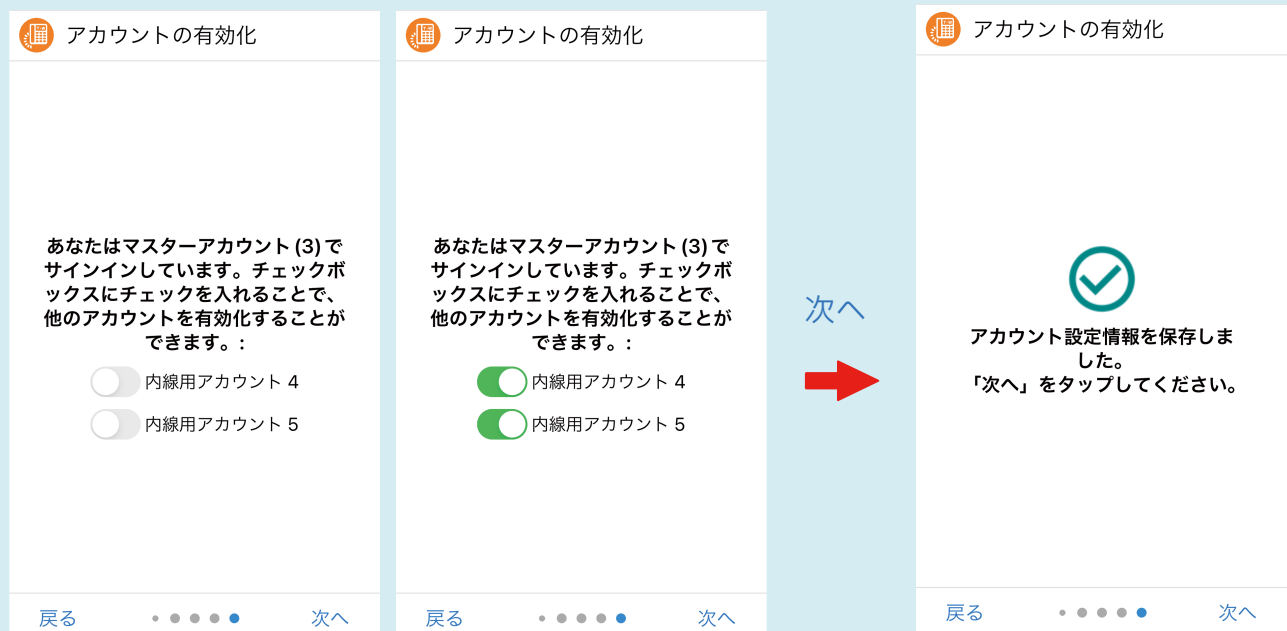 アカウントの有効化
あなたはマスターアカウント(3)で
サインインしています。チェックボ
ックスにチェックを入れることで、
他のアカウントを有効化することが
できます。:
内線用アカウント 4
内線用アカウント 5
戻る
次へ
アカウントの有効化
あなたはマスターアカウント(3)で
サインインしています。チェックボ
ックスにチェックを入れることで、
他のアカウントを有効化することが
できます。:
内線用アカウント 4
内線用アカウント 5
戻る
次へ
次へ
アカウントの有効化
アカウント設定情報を保存しま
した。
「次へ」をタップしてください。
戻る
次へ